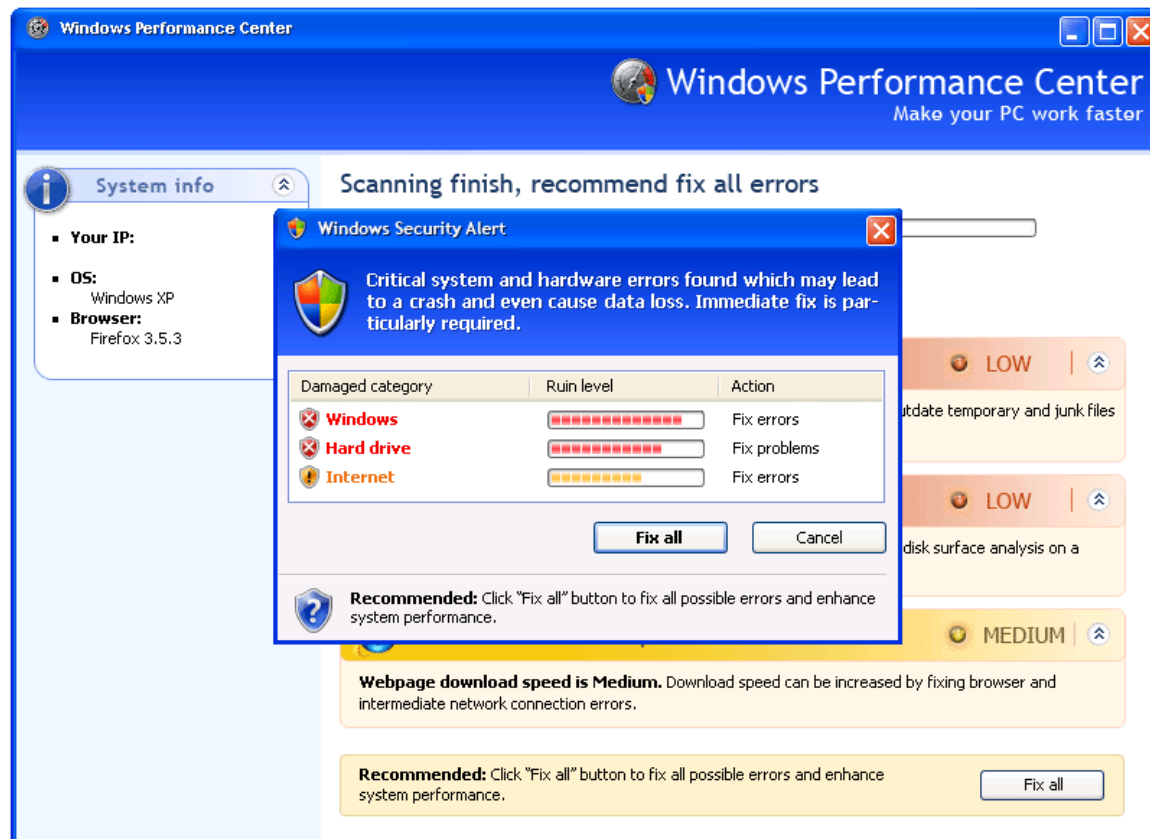 Windows Performance Center
Windows Performance Center
Make your PC work faster
System info
Your IP:
OS:
Windows XP
Browser:
Firefox 3.5.3
Scanning finish, recommend fix all errors
Windows Security Alert
Critical system and hardware errors found which may lead
to a crash and even cause data loss. Immediate fix is par-
ticularly required.
Damaged category Ruin level Action
Windows Fix errors
Hard drive Fix problems
Internet Fix errors
Fix all Cancel
Recommended: Click "Fix all" button to fix all possible errors and enhance
system performance.
LOW
temporary and junk files
LOW
disk surface analysis on a
MEDIUM
Webpage download speed is Medium. Download speed can be increased by fixing browser and
intermediate network connection errors.
Recommended: Click "Fix all" button to fix all possible errors and enhance
system performance.
Fix all